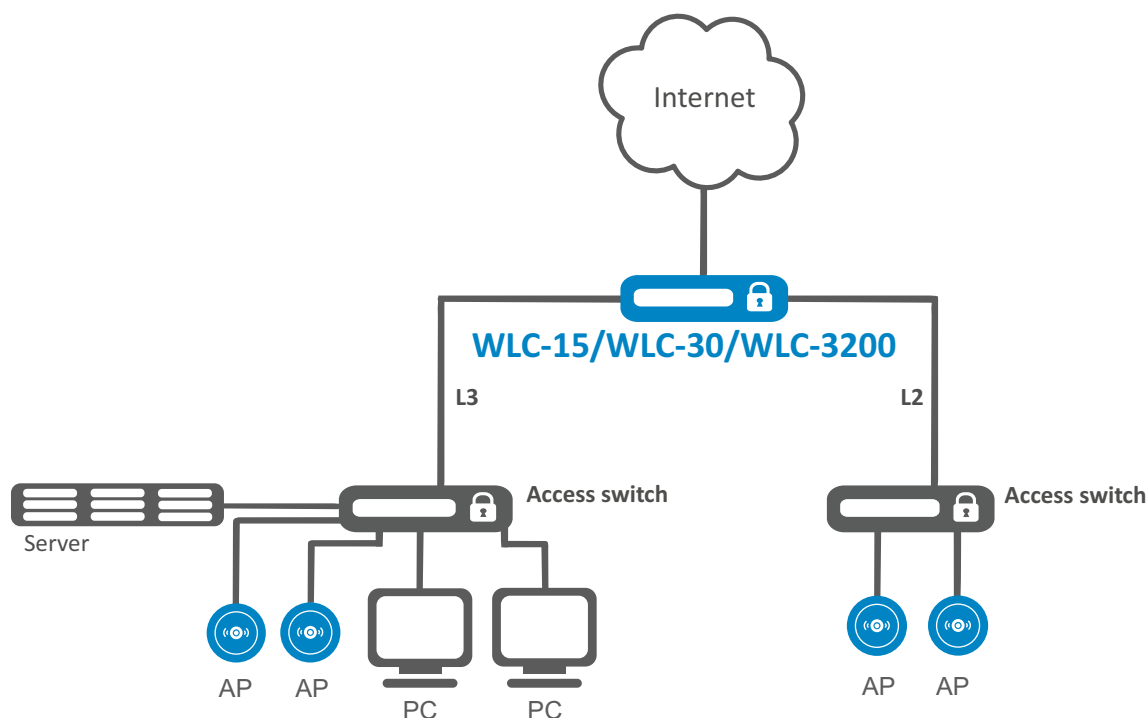 Internet
WLC-15/WLC-30/WLC-3200
L3
L2
Access switch
Access switch
Server
AP
AP
PC
PC
AP
AP